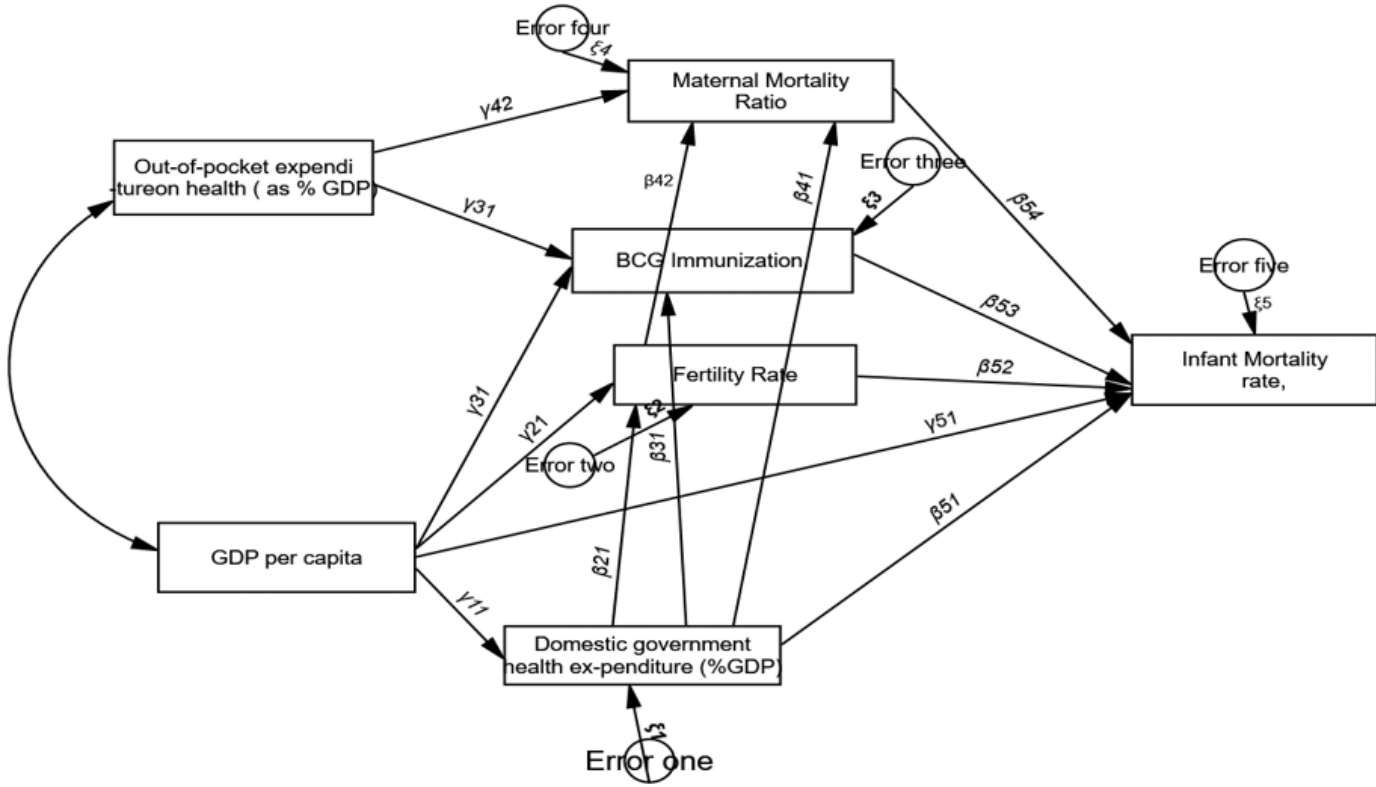 Error four
ξ4
Maternal Mortality
Ratio
γ42
Out-of-pocket expendi
-tureon health ( as % GDP)
Error three
β42
β41
ξ3
γ31
β54
BCG Immunization
Error five
ξ5
β53
Infant Mortality
rate,
Fertility Rate
β52
γ31
γ21
ξ2
β31
γ51
Error two
β51
GDP per capita
β21
γ11
Domestic government
health ex-penditure (%GDP)
ξ1
Error one